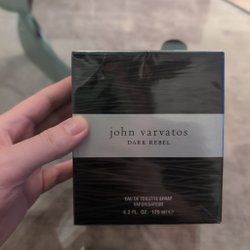 john varvatos
DARK REBEL
EAU DE TOILETTE SPRAY
VAPORISATEUR
4.2 FL. OZ. • 125 ml ℮